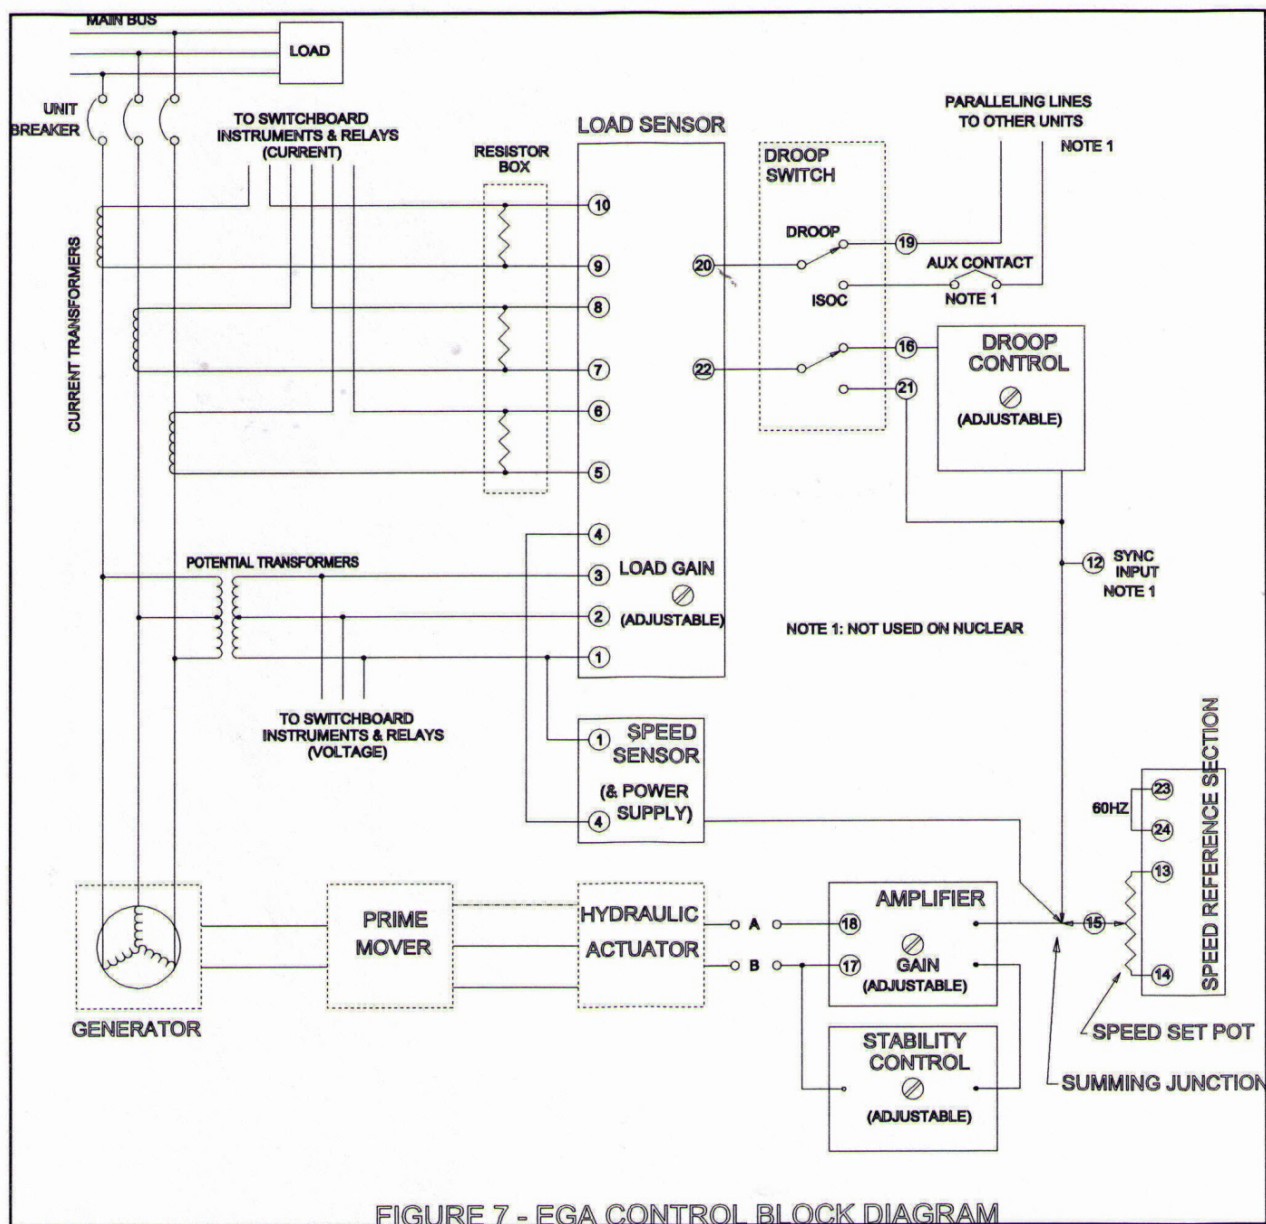 MAIN BUS
LOAD
UNIT
BREAKER
TO SWITCHBOARD
INSTRUMENTS & RELAYS
(CURRENT)
RESISTOR
BOX
LOAD SENSOR
DROOP
SWITCH
PARALLELING LINES
TO OTHER UNITS
NOTE 1
CURRENT TRANSFORMERS
10
9
8
7
6
5
4
3
2
1
20
22
DROOP
ISOC
19
AUX CONTACT
NOTE 1
16
21
DROOP
CONTROL
(ADJUSTABLE)
LOAD GAIN
(ADJUSTABLE)
12
SYNC
INPUT
NOTE 1
NOTE 1: NOT USED ON NUCLEAR
POTENTIAL TRANSFORMERS
TO SWITCHBOARD
INSTRUMENTS & RELAYS
(VOLTAGE)
1
SPEED
SENSOR
(& POWER
SUPPLY)
4
SPEED REFERENCE SECTION
23
60HZ
24
13
15
14
GENERATOR
PRIME
MOVER
HYDRAULIC
ACTUATOR
A
B
18
17
AMPLIFIER
GAIN
(ADJUSTABLE)
STABILITY
CONTROL
(ADJUSTABLE)
SPEED SET POT
SUMMING JUNCTION
FIGURE 7 - EGA CONTROL BLOCK DIAGRAM